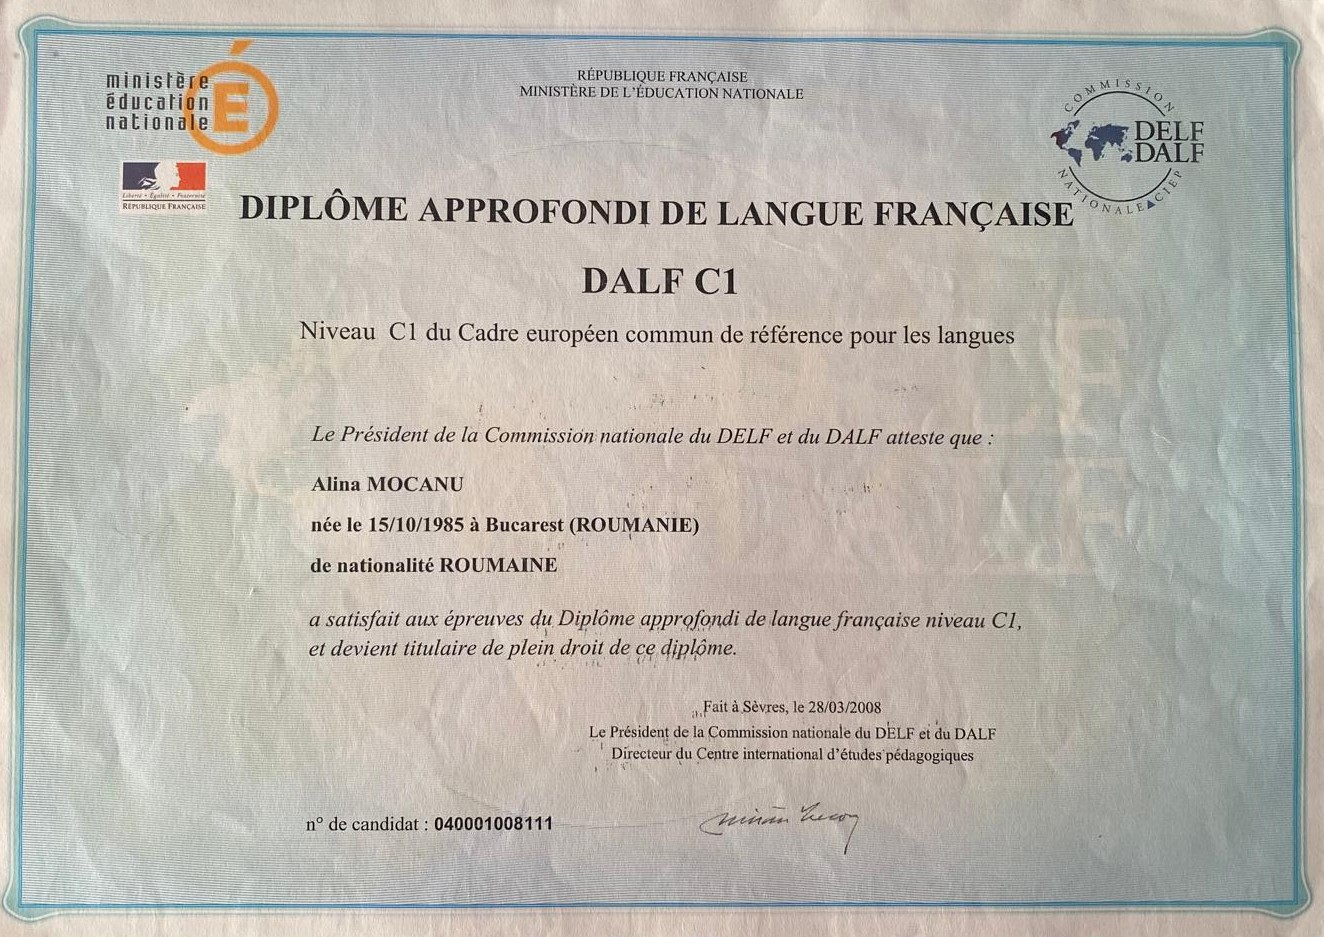 ministère
éducation
nationale
É
Liberté • Égalité • Fraternité
RÉPUBLIQUE FRANÇAISE
RÉPUBLIQUE FRANÇAISE
MINISTÈRE DE L'ÉDUCATION NATIONALE
COMMISSION
DELF
DALF
NATIONALE
CIEP
DIPLÔME APPROFONDI DE LANGUE FRANÇAISE
DALF C1
Niveau C1 du Cadre européen commun de référence pour les langues
Le Président de la Commission nationale du DELF et du DALF atteste que :
Alina MOCANU
née le 15/10/1985 à Bucarest (ROUMANIE)
de nationalité ROUMAINE
a satisfait aux épreuves du Diplôme approfondi de langue française niveau C1,
et devient titulaire de plein droit de ce diplôme.
Fait à Sèvres, le 28/03/2008
Le Président de la Commission nationale du DELF et du DALF
Directeur du Centre international d'études pédagogiques
n° de candidat : 040001008111